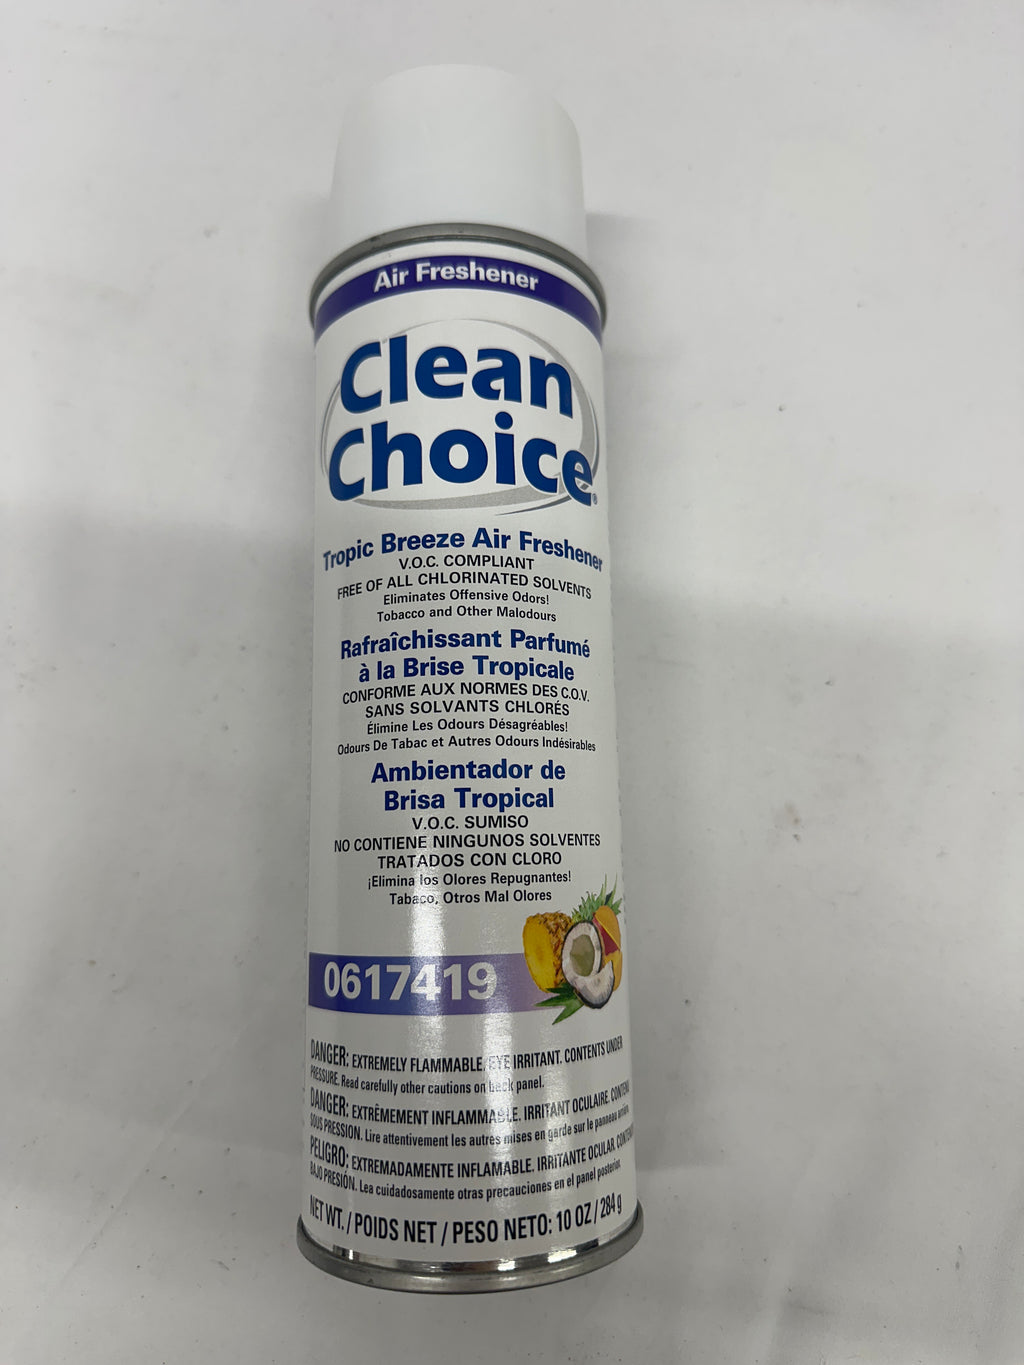 Air Freshener
Clean
Choice®
Tropic Breeze Air Freshener
V.O.C. COMPLIANT
FREE OF ALL CHLORINATED SOLVENTS
Eliminates Offensive Odors!
Tobacco and Other Malodours
Rafraîchissant Parfumé
à la Brise Tropicale
CONFORME AUX NORMES DES C.O.V.
SANS SOLVANTS CHLORÉS
Élimine Les Odours Désagréables!
Odours De Tabac et Autres Odours Indésirables
Ambientador de
Brisa Tropical
V.O.C. SUMISO
NO CONTIENE NINGUNOS SOLVENTES
TRATADOS CON CLORO
¡Elimina los Olores Repugnantes!
Tabaco, Otros Mal Olores
0617419
DANGER: EXTREMELY FLAMMABLE. EYE IRRITANT. CONTENTS UNDER
PRESSURE. Read carefully other cautions on back panel.
DANGER: EXTRÊMEMENT INFLAMMABLE. IRRITANT OCULAIRE.
SOUS PRESSION. Lire attentivement les autres mises en garde sur le panneau
PELIGRO: EXTREMADAMENTE INFLAMABLE. IRRITANTE OCULAR.
BAJO PRESIÓN. Lea cuidadosamente otras precauciones en el panel posterior.
NET WT. / POIDS NET / PESO NETO: 10 OZ / 284 g